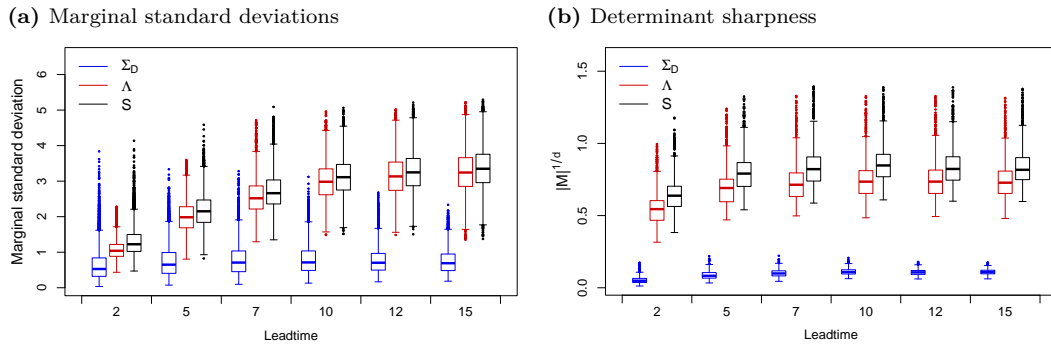 (a) Marginal standard deviations
Marginal standard deviation
6
5
4
3
2
1
0
Σ_D
Λ
S
2 5 7 10 12 15
Leadtime
(b) Determinant sharpness
|M|^{1/d}
1.5
1.0
0.5
0.0
Σ_D
Λ
S
2 5 7 10 12 15
Leadtime